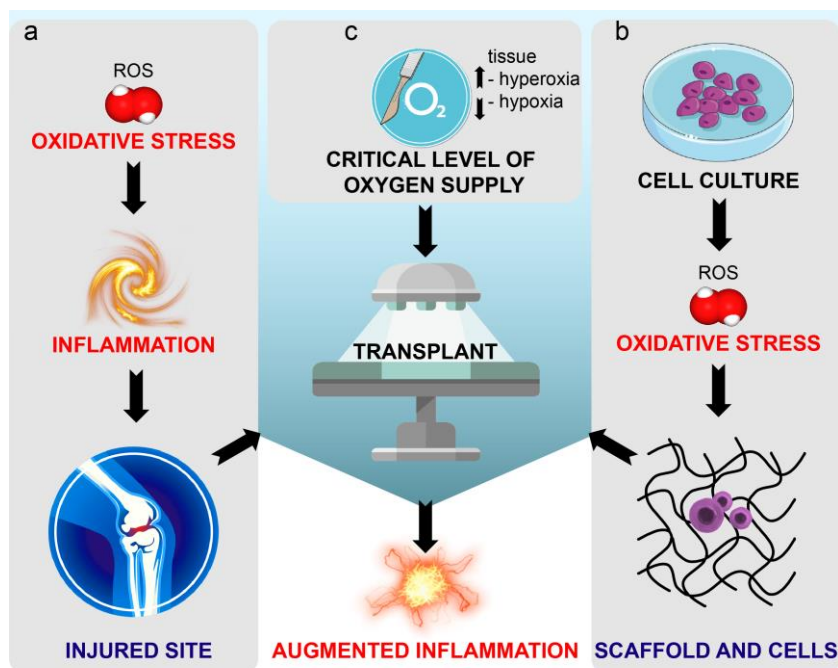 a
ROS
OXIDATIVE STRESS
INFLAMMATION
INJURED SITE
c
O2
tissue
- hyperoxia
- hypoxia
CRITICAL LEVEL OF
OXYGEN SUPPLY
TRANSPLANT
AUGMENTED INFLAMMATION
b
CELL CULTURE
ROS
OXIDATIVE STRESS
SCAFFOLD AND CELLS